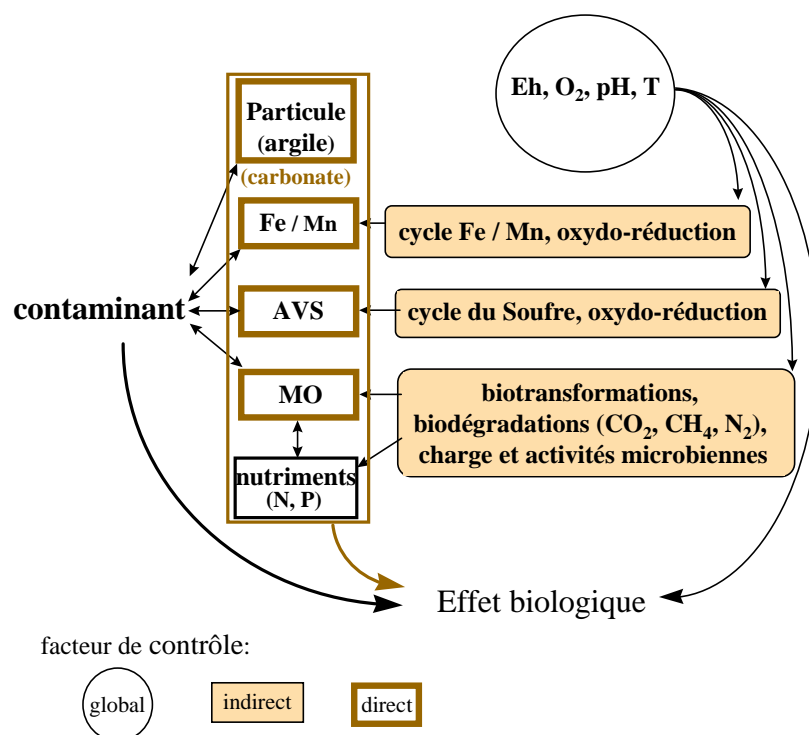 Eh, O₂, pH, T
Particule
(argile)
(carbonate)
Fe / Mn
cycle Fe / Mn, oxydo-réduction
contaminant
AVS
cycle du Soufre, oxydo-réduction
MO
biotransformations,
biodégradations (CO₂, CH₄, N₂),
charge et activités microbiennes
nutriments
(N, P)
Effet biologique
facteur de contrôle:
global
indirect
direct